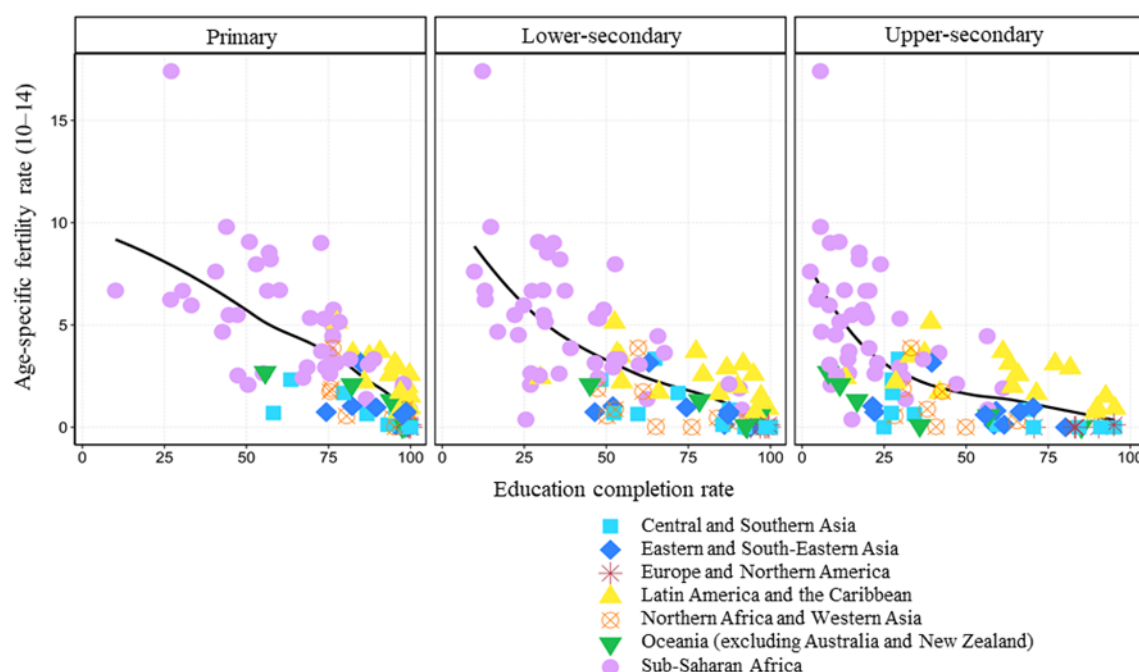 Primary
Lower-secondary
Upper-secondary
Age-specific fertility rate (10–14)
15
10
5
0
0 25 50 75 100
0 25 50 75 100
0 25 50 75 100
Education completion rate
Central and Southern Asia
Eastern and South-Eastern Asia
Europe and Northern America
Latin America and the Caribbean
Northern Africa and Western Asia
Oceania (excluding Australia and New Zealand)
Sub-Saharan Africa